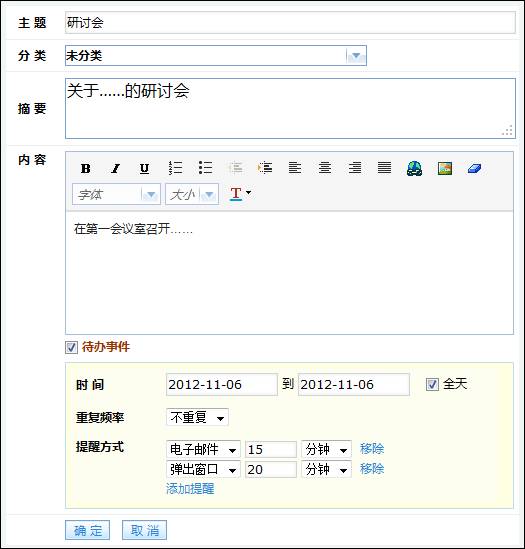 主 题 研讨会
分 类 未分类
摘 要 关于……的研讨会
内 容 B I U
字体 大小 T
在第一会议室召开……
待办事件
时 间 2012-11-06 到 2012-11-06 全天
重复频率 不重复
提醒方式 电子邮件 15 分钟 移除
弹出窗口 20 分钟 移除
添加提醒
确 定 取 消